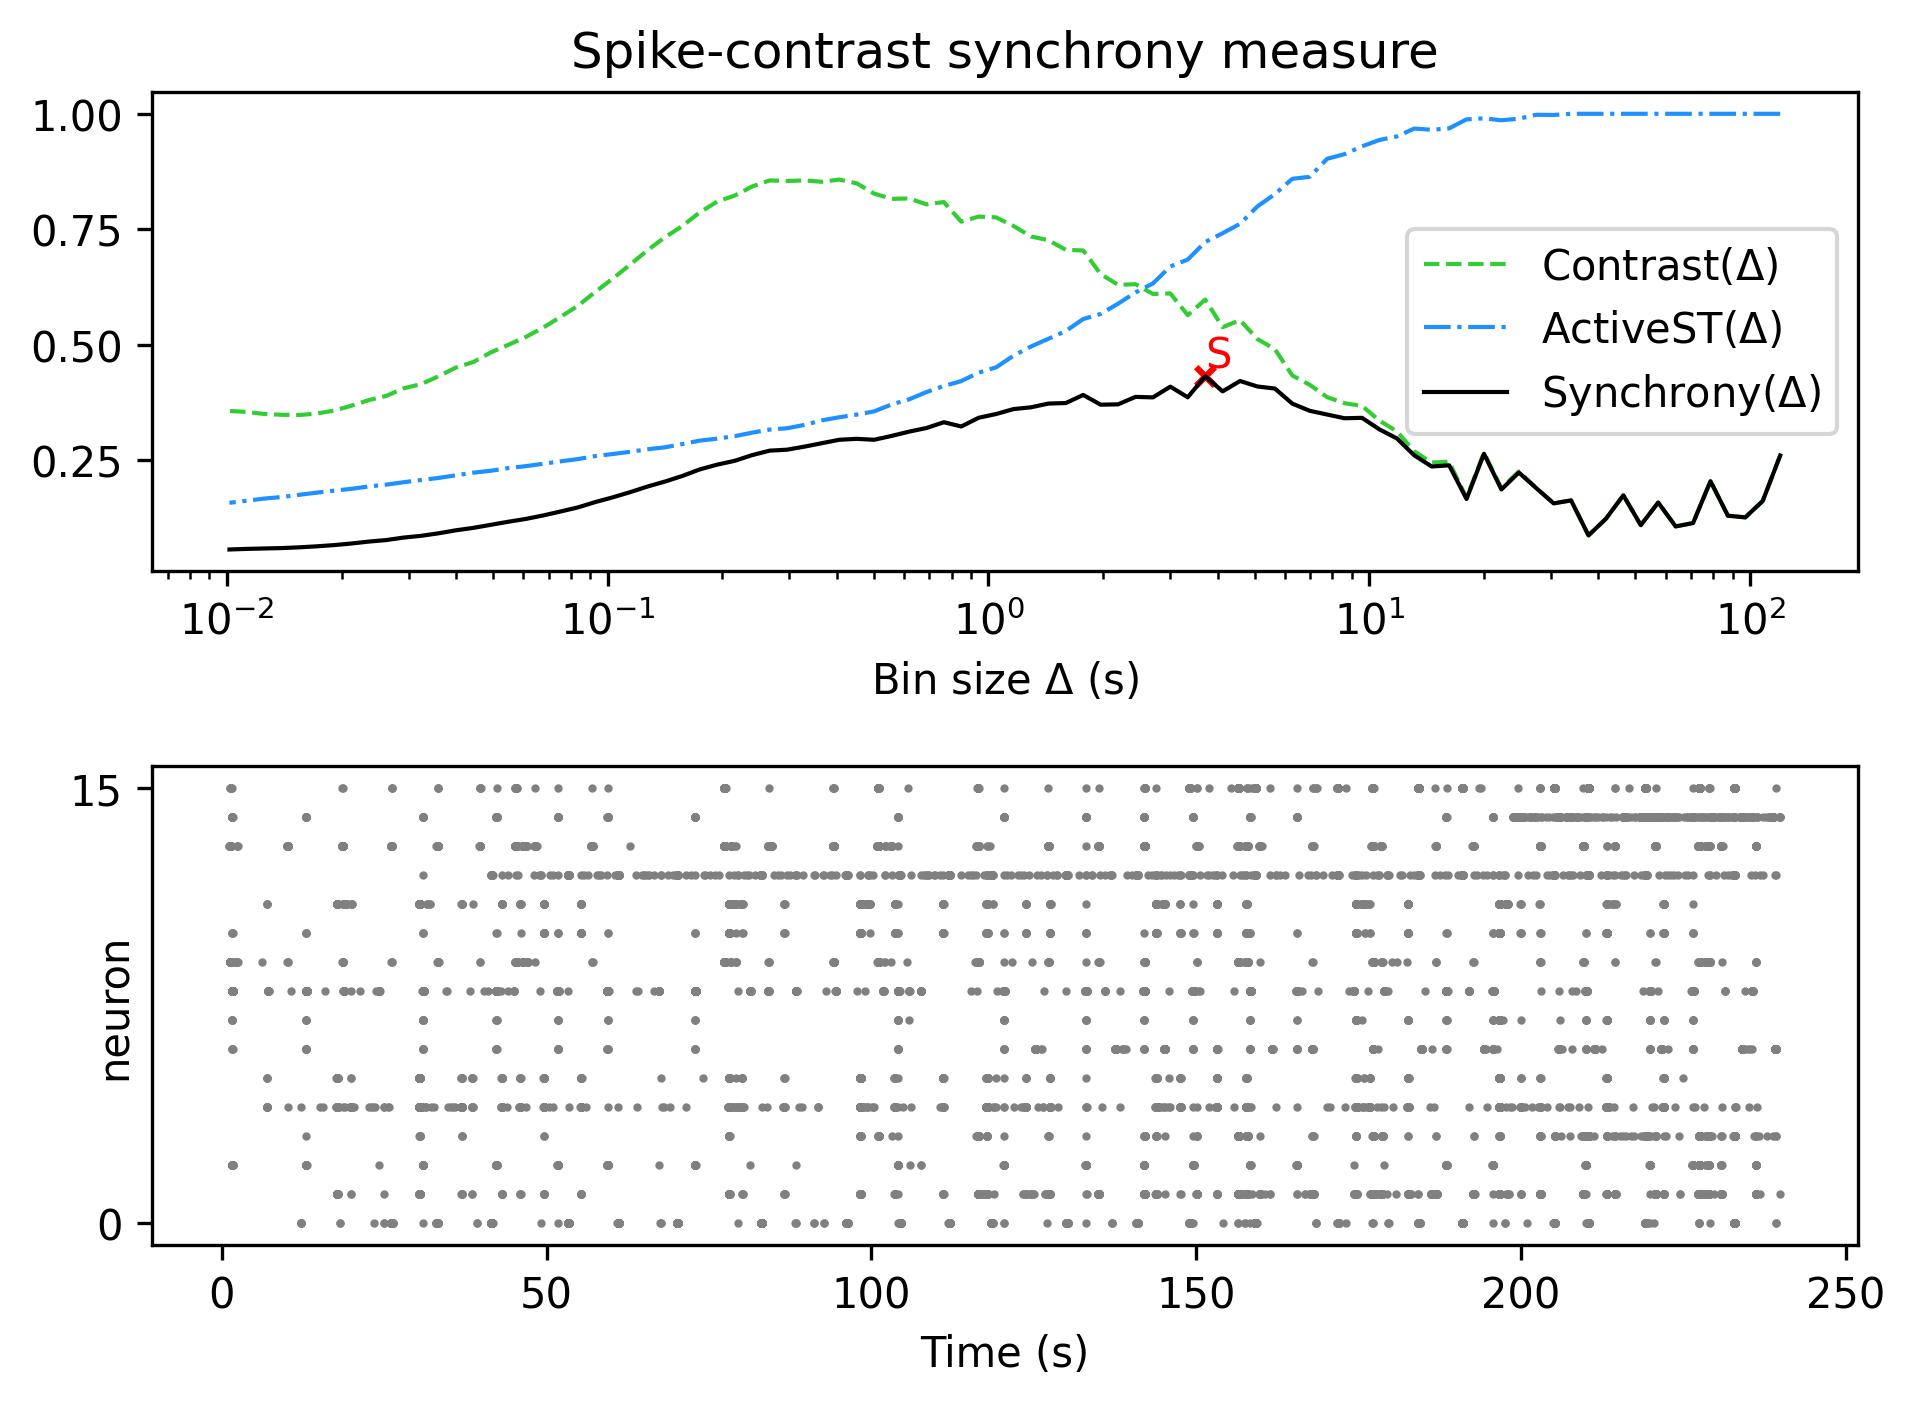 Spike-contrast synchrony measure
1.00
0.75
0.50
0.25
S
Contrast(Δ)
ActiveST(Δ)
Synchrony(Δ)
10⁻² 10⁻¹ 10⁰ 10¹ 10²
Bin size Δ (s)
15
neuron
0
0 50 100 150 200 250
Time (s)